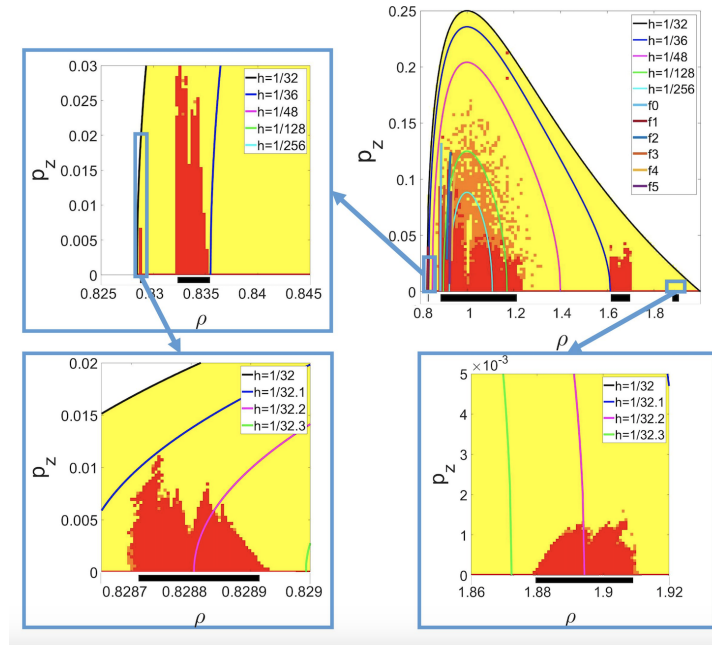 0.03
0.025
0.02
0.015
0.01
0.005
0
p_z
0.825
0.83
0.835
0.84
0.845
ρ
h=1/32
h=1/36
h=1/48
h=1/128
h=1/256
0.25
0.20
0.15
0.10
0.05
0
p_z
0.8
1
1.2
1.4
1.6
1.8
ρ
h=1/32
h=1/36
h=1/48
h=1/128
h=1/256
f0
f1
f2
f3
f4
f5
0.02
0.015
0.01
0.005
0
p_z
0.8287
0.8288
0.8289
0.829
ρ
h=1/32
h=1/32.1
h=1/32.2
h=1/32.3
5 × 10⁻³
4
3
2
1
0
p_z
1.86
1.88
1.9
1.92
ρ
h=1/32
h=1/32.1
h=1/32.2
h=1/32.3